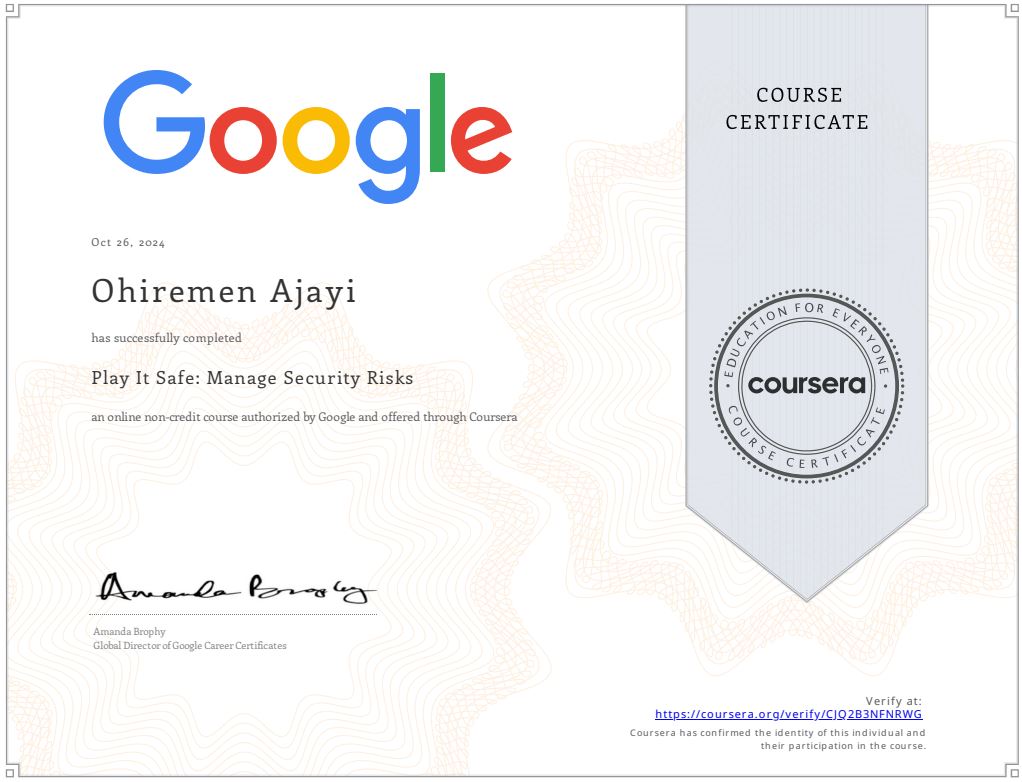 Google
COURSE
CERTIFICATE
Oct 26, 2024
Ohiremen Ajayi
has successfully completed
Play It Safe: Manage Security Risks
an online non-credit course authorized by Google and offered through Coursera
EDUCATION FOR EVERYONE
coursera
COURSE CERTIFICATE
Amanda Brophy
Amanda Brophy
Global Director of Google Career Certificates
Verify at:
https://coursera.org/verify/CJQ2B3NFNRWG
Coursera has confirmed the identity of this individual and
their participation in the course.